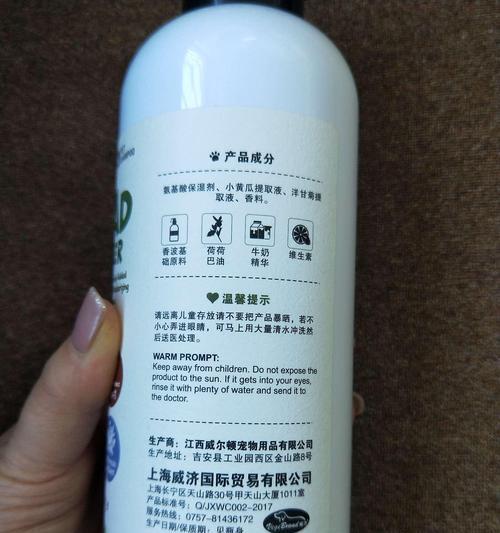 产品成分
氨基酸保湿剂、小黄瓜提取液、洋甘菊提
取液、香料。
香波基
础原料
荷荷
巴油
牛奶
精华
维生素
温馨提示
请远离儿童存放请不要把产品暴晒，若不
小心弄进眼睛，可马上用大量清水冲洗然
后送医处理。
WARM PROMPT:
Keep away from children. Do not expose the
product to the sun. If it gets into your eyes,
rinse it with plenty of water and send it to
the doctor.
生产商：江西威尔顿宠物用品有限公司
生产地址：吉安县工业园西区金山路8号
上海威济国际贸易有限公司
上海长宁区天山路30号甲天山大厦1011室
产品标准号：Q/JXWC002-2017
服务热线：0757-81436172
生产日期/保质期：见瓶身